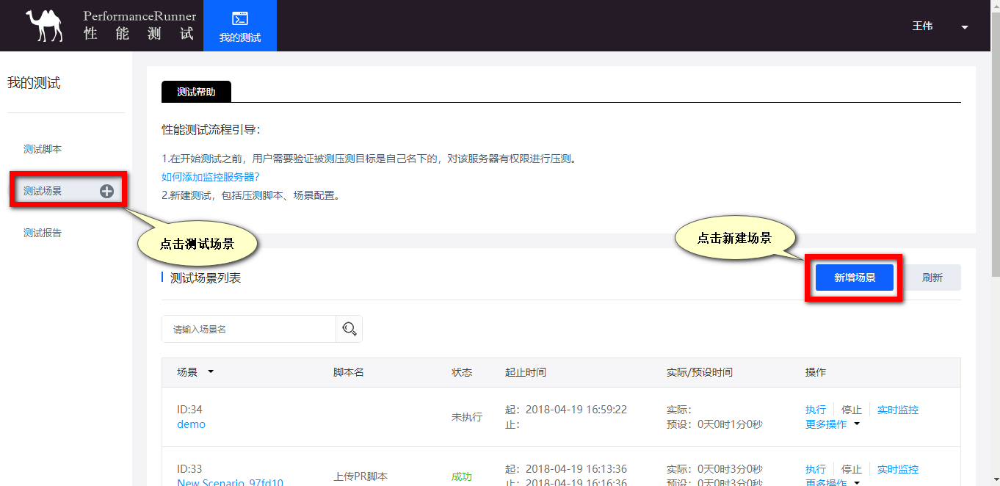 PerformanceRunner
性能测试
我的测试
王伟
我的测试
测试脚本
测试场景
测试报告
测试帮助
性能测试流程引导：
1.在开始测试之前，用户需要验证被测压测目标是自己名下的，对该服务器有权限进行压测。
如何添加监控服务器？
2.新建测试，包括压测脚本、场景配置。
点击测试场景
点击新建场景
测试场景列表
新增场景 刷新
请输入场景名
场景 脚本名 状态 起止时间 实际/预设时间 操作
ID:34 未执行 起：2018-04-19 16:59:22 实际： 执行 停止 实时监控
demo 止： 预设：0天0时1分0秒 更多操作
ID:33 上传PR脚本 成功 起：2018-04-19 16:13:36 实际：0天0时3分0秒 执行 停止 实时监控
New Scenario_97fd10 止：2018-04-19 16:16:36 预设：0天0时3分0秒 更多操作